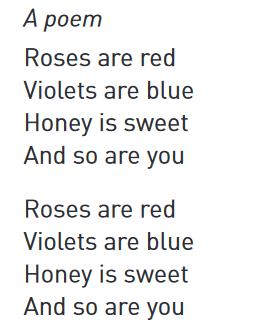 A poem
Roses are red
Violets are blue
Honey is sweet
And so are you
Roses are red
Violets are blue
Honey is sweet
And so are you